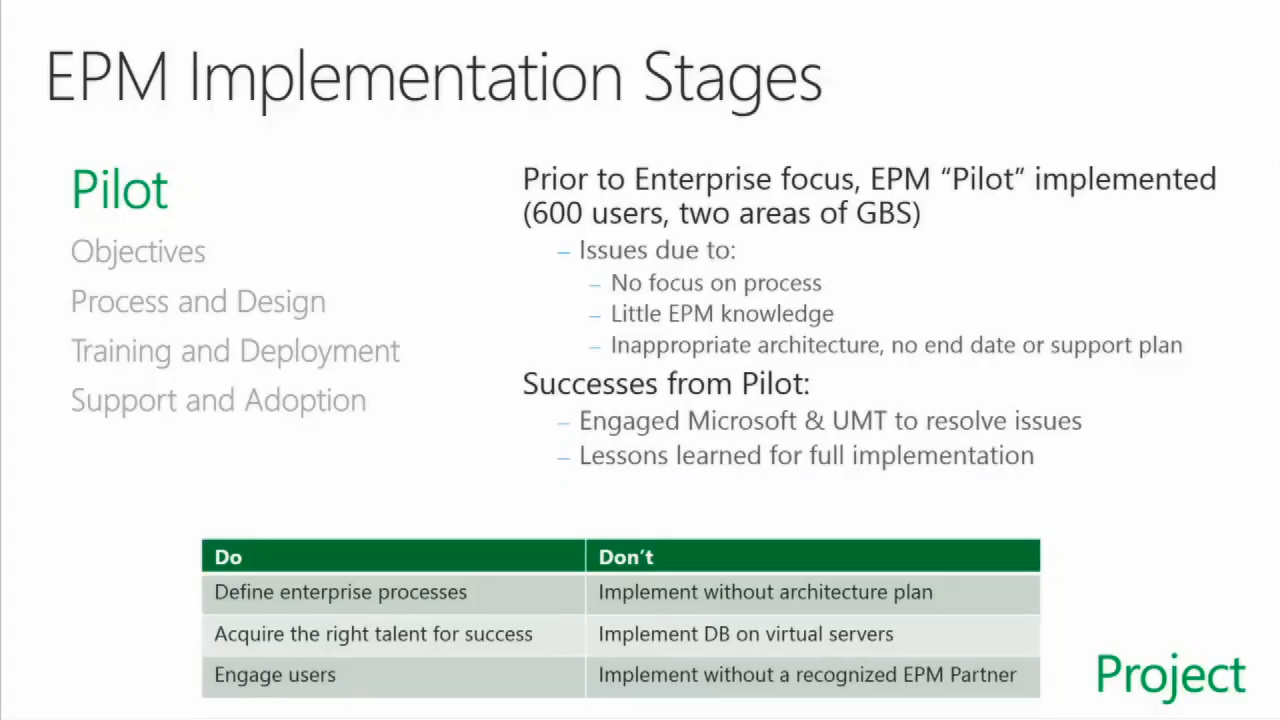 EPM Implementation Stages
Pilot
Objectives
Process and Design
Training and Deployment
Support and Adoption
Prior to Enterprise focus, EPM “Pilot” implemented
(600 users, two areas of GBS)
– Issues due to:
– No focus on process
– Little EPM knowledge
– Inappropriate architecture, no end date or support plan
Successes from Pilot:
– Engaged Microsoft & UMT to resolve issues
– Lessons learned for full implementation
Do Don’t
Define enterprise processes Implement without architecture plan
Acquire the right talent for success Implement DB on virtual servers
Engage users Implement without a recognized EPM Partner
Project